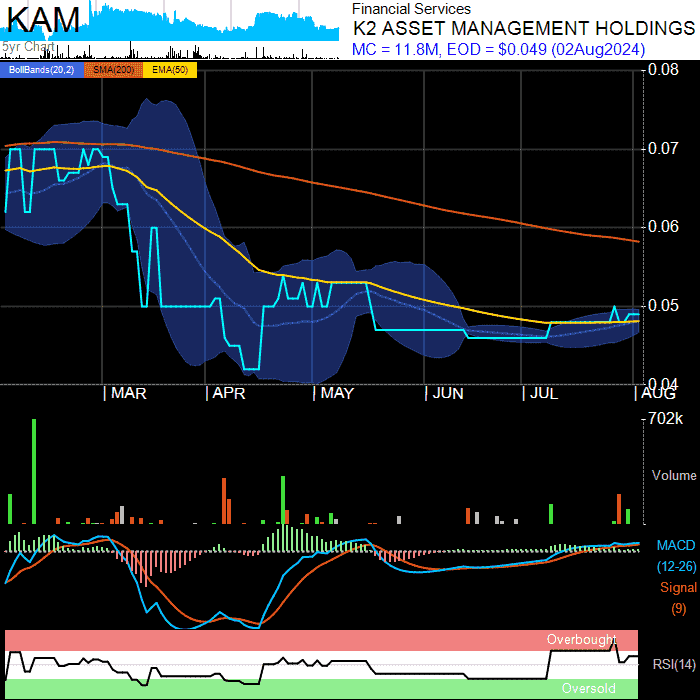 KAM
5yr Chart
Financial Services
K2 ASSET MANAGEMENT HOLDINGS
MC = 11.8M, EOD = $0.049 (02Aug2024)
BollBands(20,2) SMA(200) EMA(50)
0.08
0.07
0.06
0.05
0.04
MAR APR MAY JUN JUL AUG
702k
Volume
MACD
(12-26)
Signal
(9)
Overbought
RSI(14)
Oversold